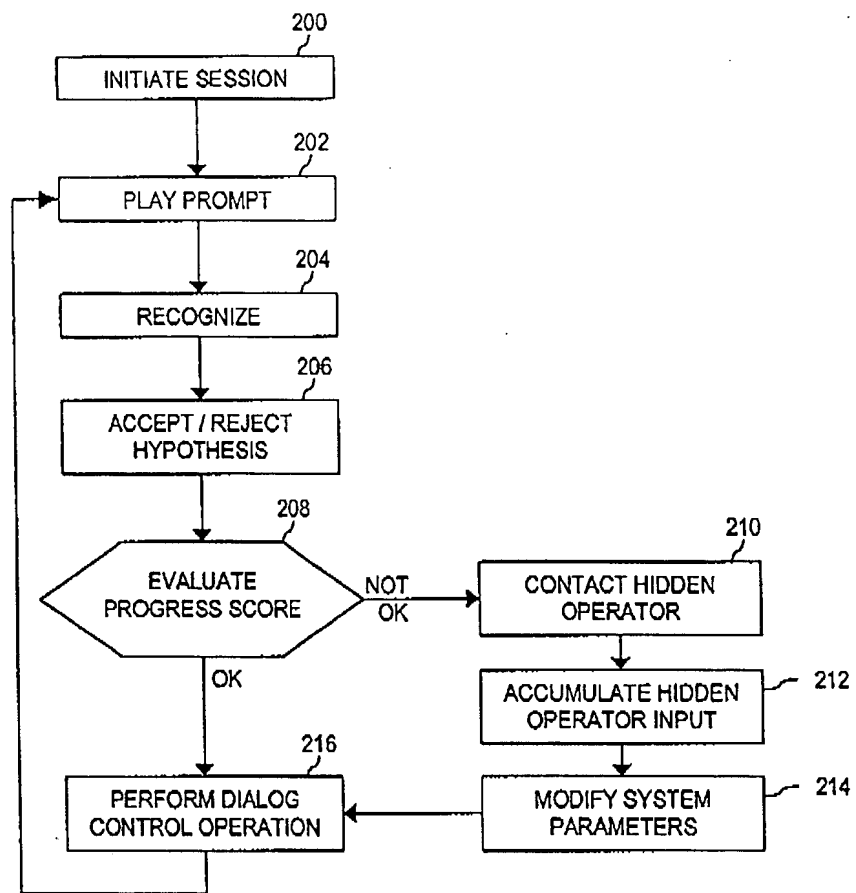 200
INITIATE SESSION
202
PLAY PROMPT
204
RECOGNIZE
206
ACCEPT / REJECT
HYPOTHESIS
208
EVALUATE
PROGRESS SCORE
NOT
OK
OK
210
CONTACT HIDDEN
OPERATOR
212
ACCUMULATE HIDDEN
OPERATOR INPUT
214
MODIFY SYSTEM
PARAMETERS
216
PERFORM DIALOG
CONTROL OPERATION